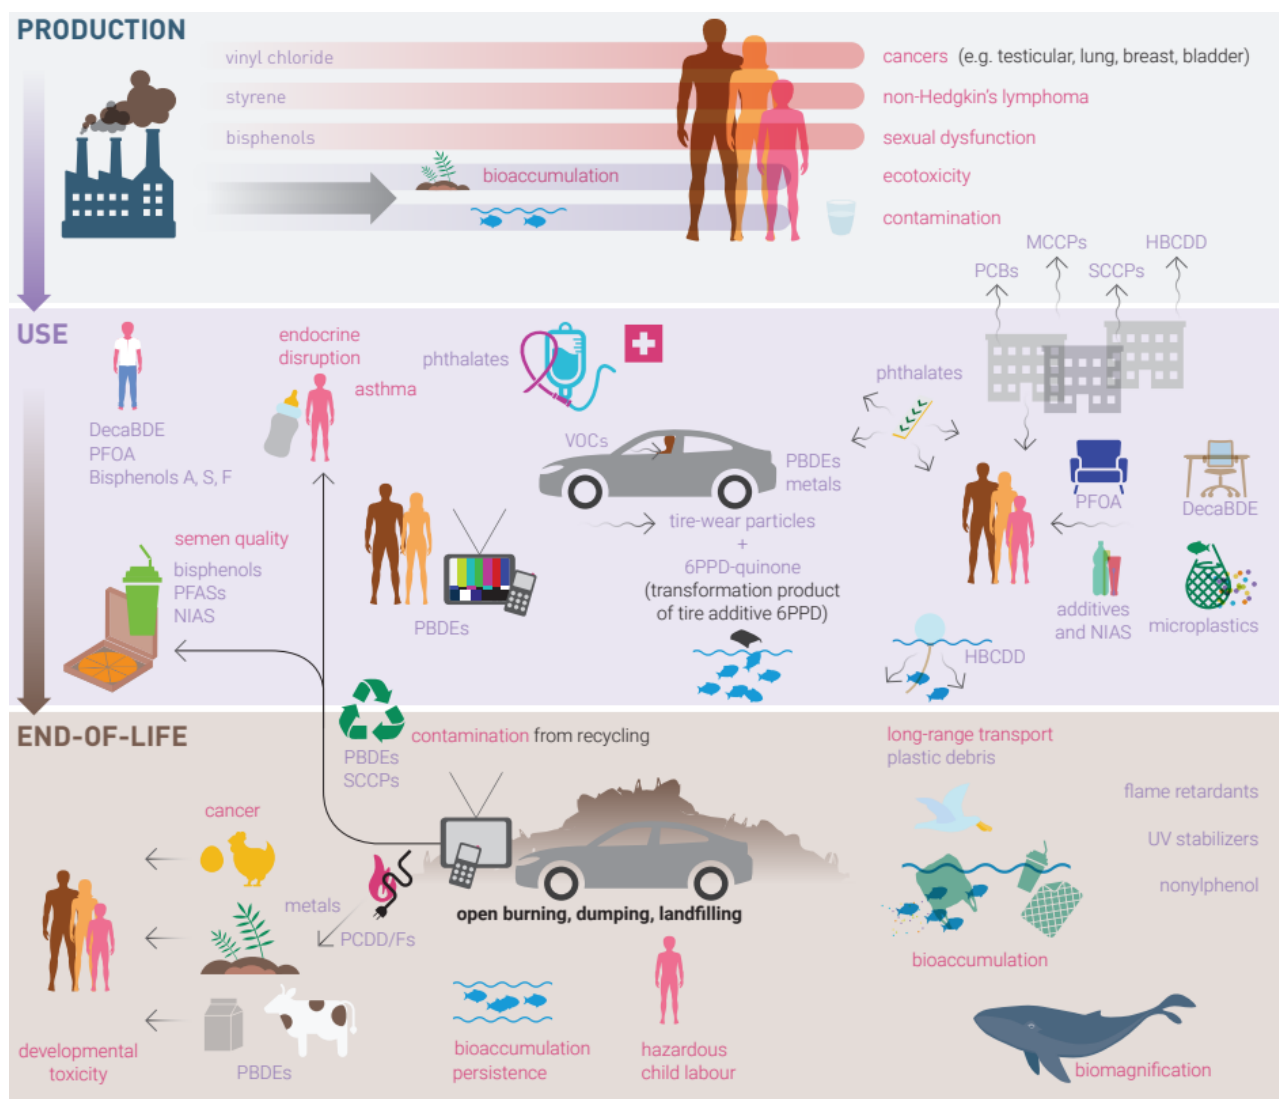 PRODUCTION
vinyl chloride
cancers (e.g. testicular, lung, breast, bladder)
styrene
non-Hedgkin's lymphoma
bisphenols
sexual dysfunction
bioaccumulation
ecotoxicity
contamination
MCCPs
HBCDD
PCBs
SCCPs
USE
endocrine
disruption
asthma
phthalates
phthalates
DecaBDE
PFOA
Bisphenols A, S, F
VOCs
PBDEs
metals
PFOA
DecaBDE
tire-wear particles
+
6PPD-quinone
(transformation product
of tire additive 6PPD)
semen quality
bisphenols
PFASs
NIAS
PBDEs
additives
and NIAS
microplastics
HBCDD
END-OF-LIFE
PBDEs
SCCPs
contamination from recycling
long-range transport
plastic debris
flame retardants
UV stabilizers
nonylphenol
cancer
metals
PCDD/Fs
open burning, dumping, landfilling
bioaccumulation
developmental
toxicity
PBDEs
bioaccumulation
persistence
hazardous
child labour
biomagnification